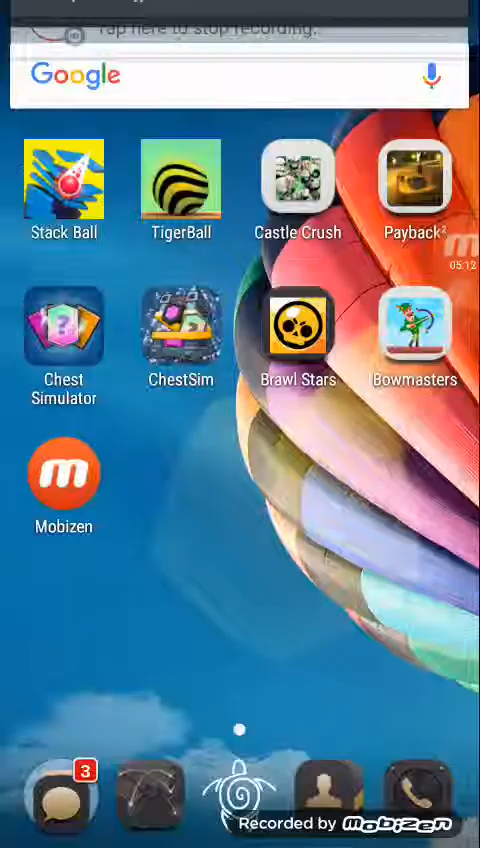 Tap here to stop recording.
Google
Stack Ball
TigerBall
Castle Crush
Payback²
05:12
Chest
Simulator
ChestSim
Brawl Stars
Bowmasters
Mobizen
3
Recorded by Mobizen